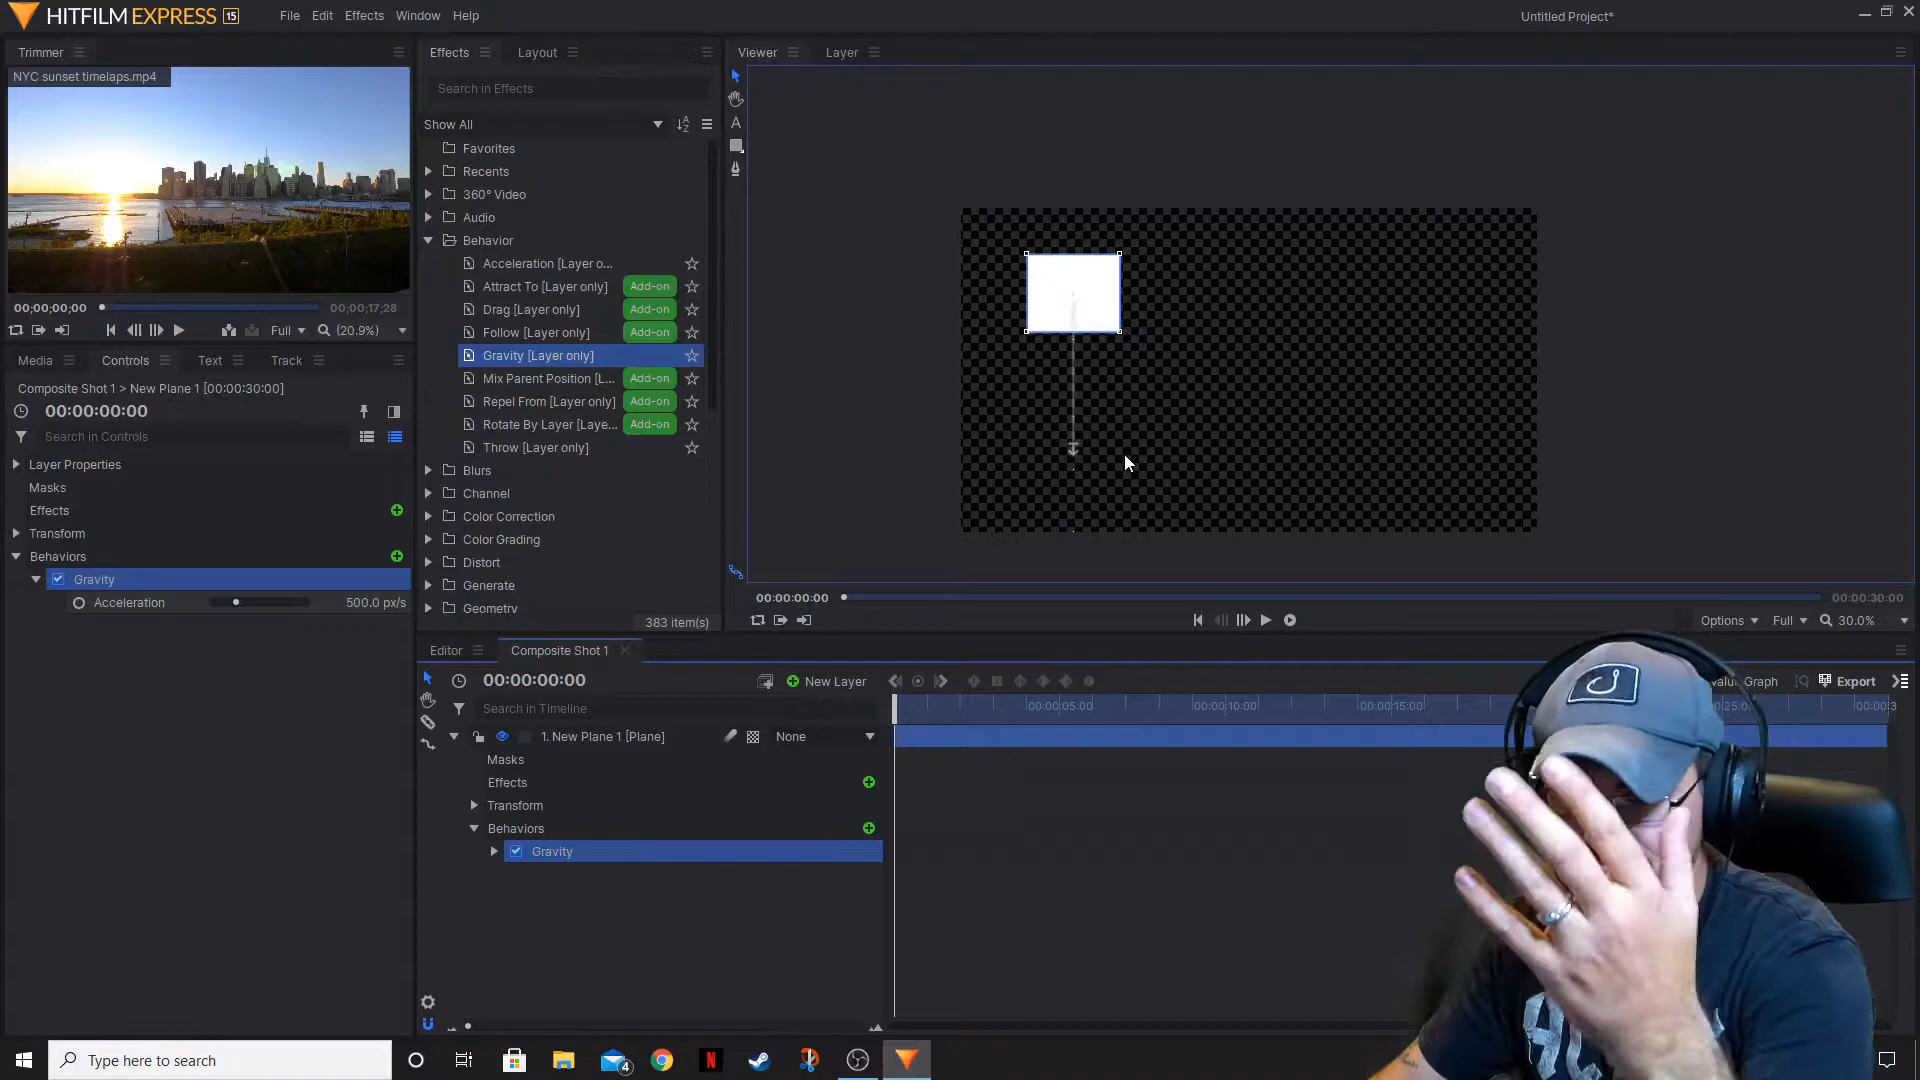 HITFILM EXPRESS 15
File Edit Effects Window Help
Untitled Project*
Trimmer
NYC sunset timelaps.mp4
00;00;00;00
00;00;17;28
Full (20.9%)
Media Controls Text Track
Composite Shot 1 > New Plane 1 [00:00:30:00]
00:00:00:00
Search in Controls
Layer Properties
Masks
Effects
Transform
Behaviors
Gravity
Acceleration 500.0 px/s
Effects Layout
Search in Effects
Show All
Favorites
Recents
360º Video
Audio
Behavior
Acceleration [Layer o...
Attract To [Layer only] Add-on
Drag [Layer only] Add-on
Follow [Layer only] Add-on
Gravity [Layer only]
Mix Parent Position [L... Add-on
Repel From [Layer only] Add-on
Rotate By Layer [Laye... Add-on
Throw [Layer only]
Blurs
Channel
Color Correction
Color Grading
Distort
Generate
Geometry
383 item(s)
Viewer Layer
00:00:00:00
00:00:30:00
Options Full 30.0%
Editor Composite Shot 1
00:00:00:00
New Layer
Graph Export
Search in Timeline
00:00:05:00 00:00:10:00 00:00:15:00 00:00:3
1. New Plane 1 [Plane] None
Masks
Effects
Transform
Behaviors
Gravity
Type here to search
4
N